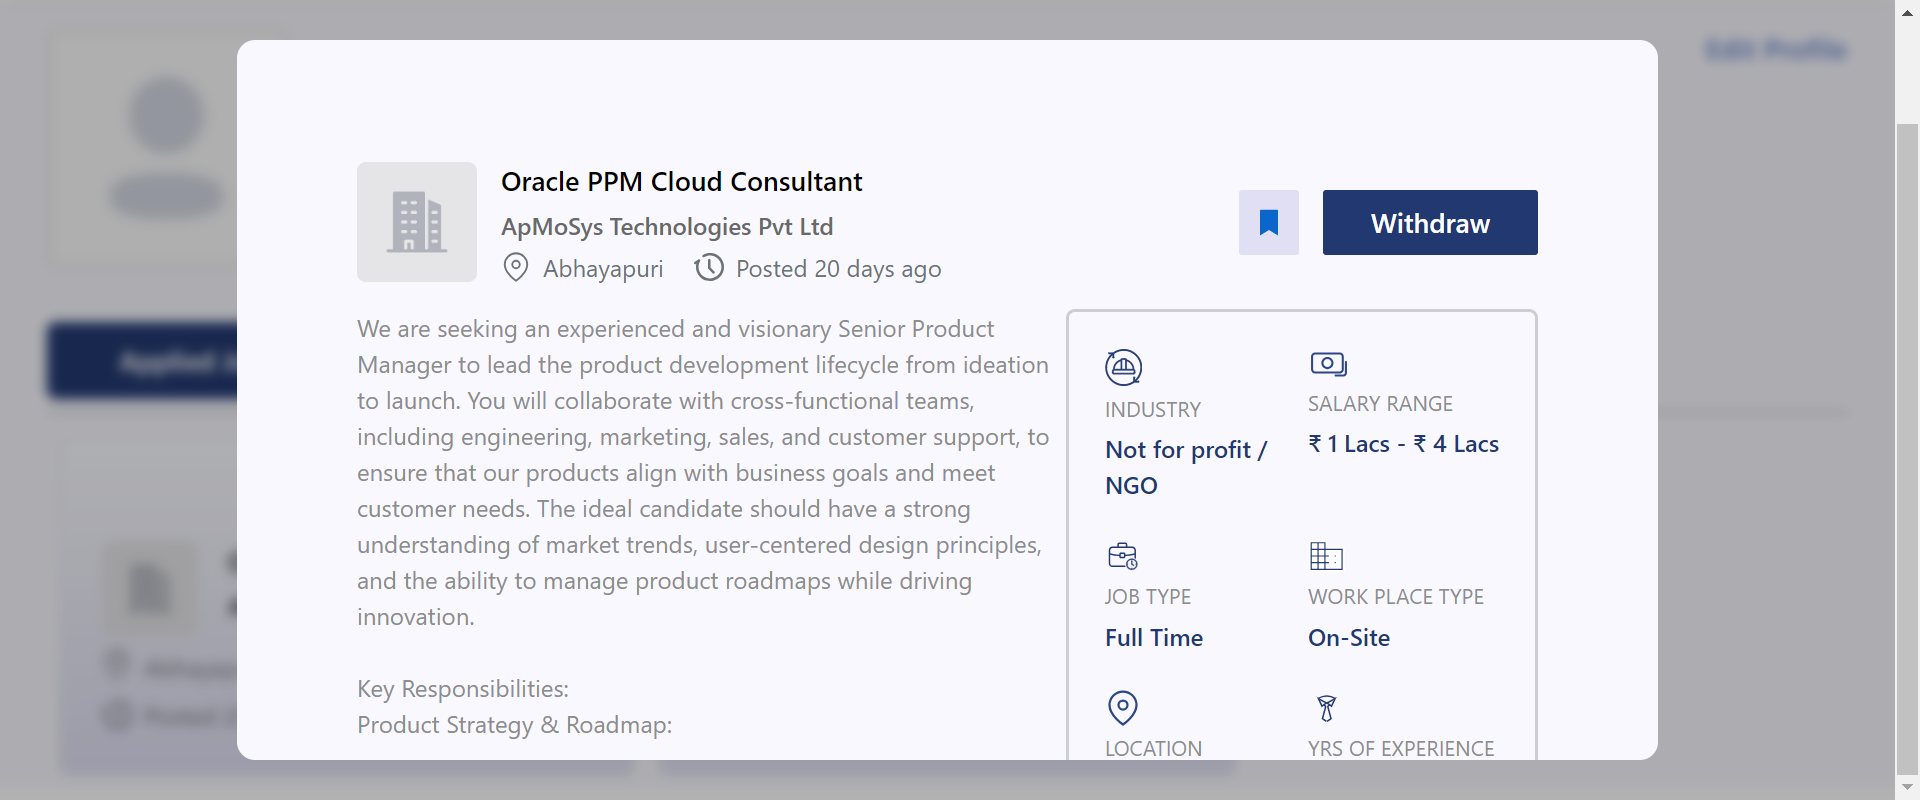 Edit Profile
Oracle PPM Cloud Consultant
ApMoSys Technologies Pvt Ltd
Abhayapuri
Posted 20 days ago
Withdraw
We are seeking an experienced and visionary Senior Product
Manager to lead the product development lifecycle from ideation
to launch. You will collaborate with cross-functional teams,
including engineering, marketing, sales, and customer support, to
ensure that our products align with business goals and meet
customer needs. The ideal candidate should have a strong
understanding of market trends, user-centered design principles,
and the ability to manage product roadmaps while driving
innovation.
Key Responsibilities:
Product Strategy & Roadmap:
INDUSTRY
Not for profit /
NGO
SALARY RANGE
₹ 1 Lacs - ₹ 4 Lacs
JOB TYPE
Full Time
WORK PLACE TYPE
On-Site
LOCATION
YRS OF EXPERIENCE
Applied
Posted